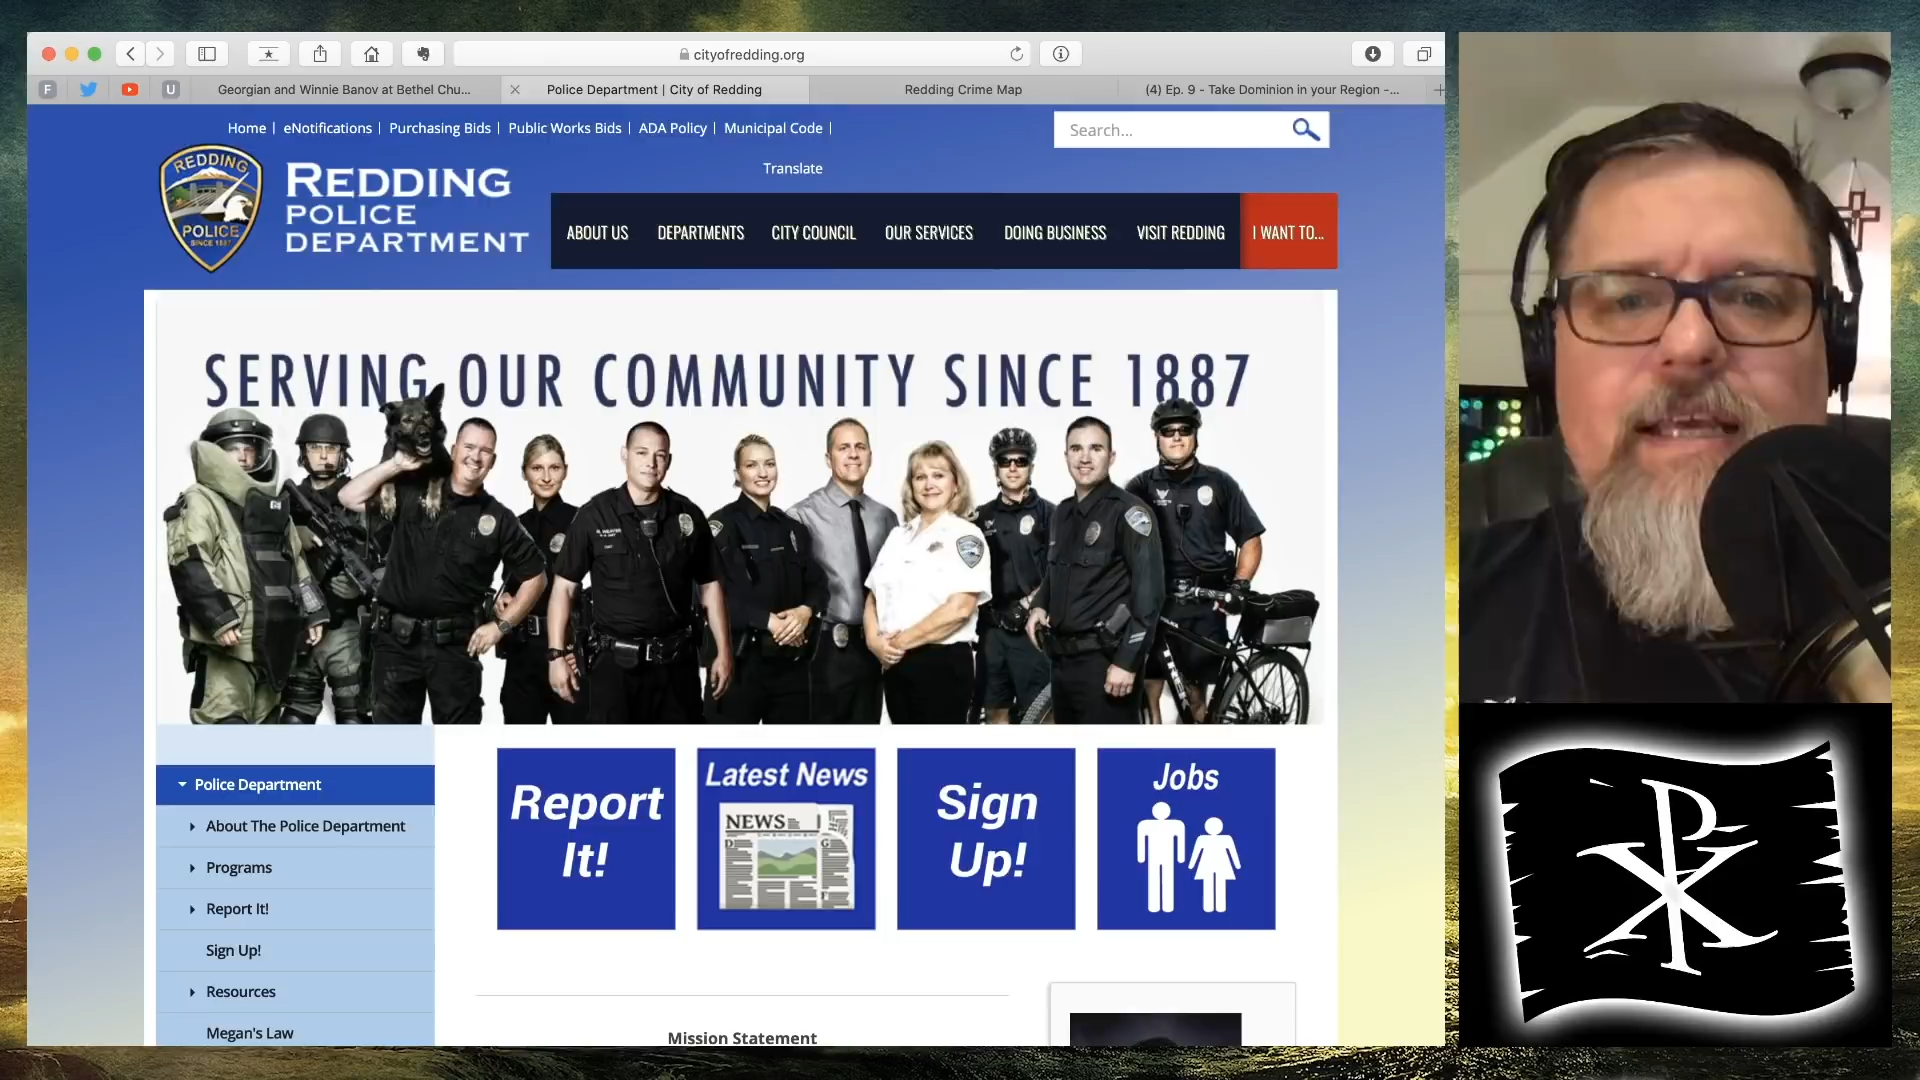 cityofredding.org
F
U
Georgian and Winnie Banov at Bethel Chu...
Police Department | City of Redding
Redding Crime Map
(4) Ep. 9 - Take Dominion in your Region -...
Home | eNotifications | Purchasing Bids | Public Works Bids | ADA Policy | Municipal Code |
Search...
Translate
REDDING
POLICE
SINCE 1887
REDDING
POLICE
DEPARTMENT
ABOUT US
DEPARTMENTS
CITY COUNCIL
OUR SERVICES
DOING BUSINESS
VISIT REDDING
I WANT TO...
SERVING OUR COMMUNITY SINCE 1887
Police Department
About The Police Department
Programs
Report It!
Sign Up!
Resources
Megan's Law
Report
It!
Latest News
NEWS
Sign
Up!
Jobs
Mission Statement